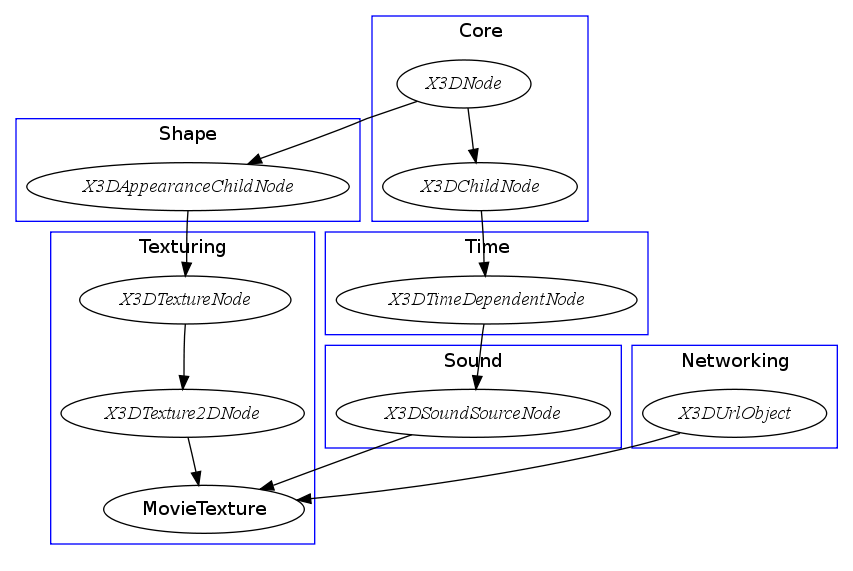 Core
X3DNode
Shape
X3DAppearanceChildNode
X3DChildNode
Texturing
Time
X3DTextureNode
X3DTimeDependentNode
Sound
Networking
X3DTexture2DNode
X3DSoundSourceNode
X3DUrlObject
MovieTexture